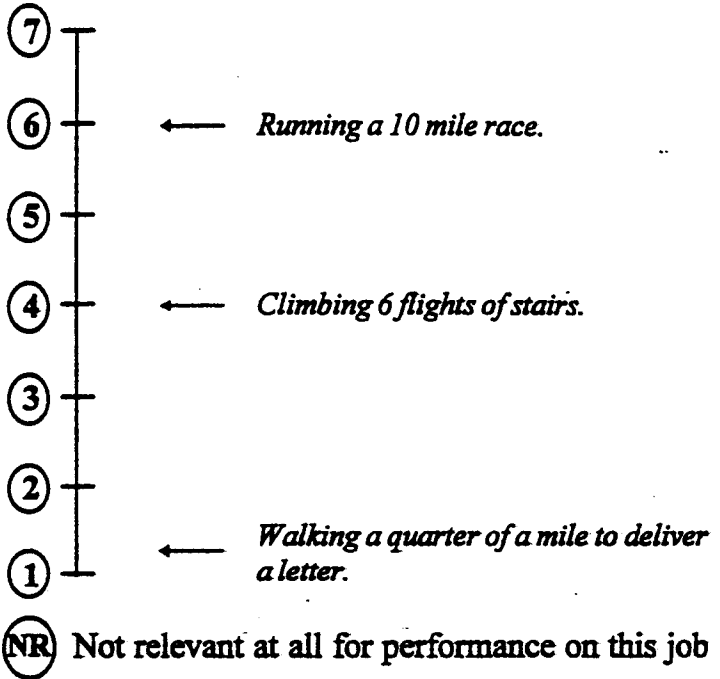 7
6 Running a 10 mile race.
5
4 Climbing 6 flights of stairs.
3
2
Walking a quarter of a mile to deliver
1 a letter.
NR Not relevant at all for performance on this job